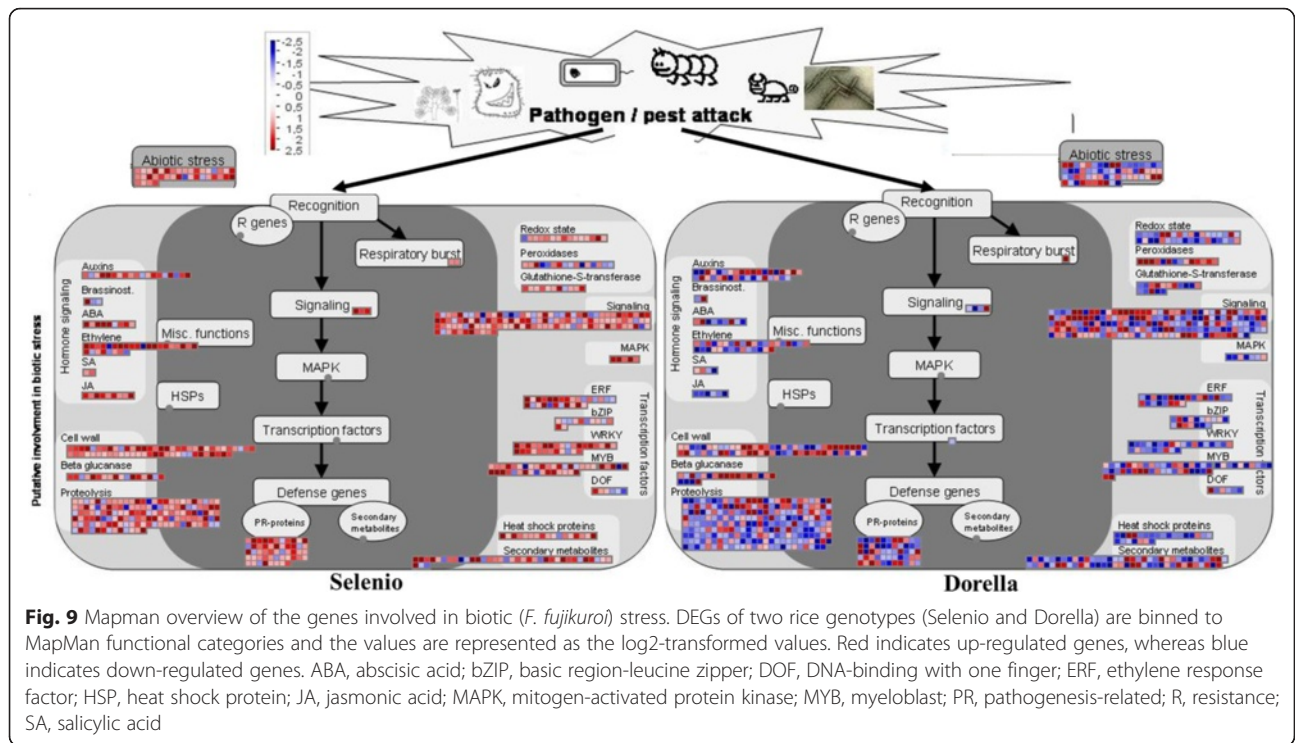 -2.5
-2
-1.5
-1
-0.5
0
0.5
1
1.5
2
2.5
Pathogen / pest attack
Abiotic stress
Putative involvment in biotic stress
Recognition
R genes
Respiratory burst
Signaling
Misc. functions
MAPK
HSPs
Transcription factors
Defense genes
PR-proteins
Secondary
metabolites
Hormone signaling
Auxins
Brassinost.
ABA
Ethylene
SA
JA
Cell wall
Beta glucanase
Proteolysis
Redox state
Peroxidases
Glutathione-S-transferase
Signaling
MAPK
ERF
bZIP
WRKY
MYB
DOF
Transcription factors
Heat shock proteins
Secondary metabolites
Selenio
Abiotic stress
Recognition
R genes
Respiratory burst
Signaling
Misc. functions
MAPK
HSPs
Transcription factors
Defense genes
PR-proteins
Secondary
metabolites
Hormone signaling
Auxins
Brassinost.
ABA
Ethylene
SA
JA
Cell wall
Beta glucanase
Proteolysis
Redox state
Peroxidases
Glutathione-S-transferase
Signaling
MAPK
ERF
bZIP
WRKY
MYB
DOF
Transcription factors
Heat shock proteins
Secondary metabolites
Dorella
Fig. 9 Mapman overview of the genes involved in biotic (F. fujikuroi) stress. DEGs of two rice genotypes (Selenio and Dorella) are binned to
MapMan functional categories and the values are represented as the log2-transformed values. Red indicates up-regulated genes, whereas blue
indicates down-regulated genes. ABA, abscisic acid; bZIP, basic region-leucine zipper; DOF, DNA-binding with one finger; ERF, ethylene response
factor; HSP, heat shock protein; JA, jasmonic acid; MAPK, mitogen-activated protein kinase; MYB, myeloblast; PR, pathogenesis-related; R, resistance;
SA, salicylic acid